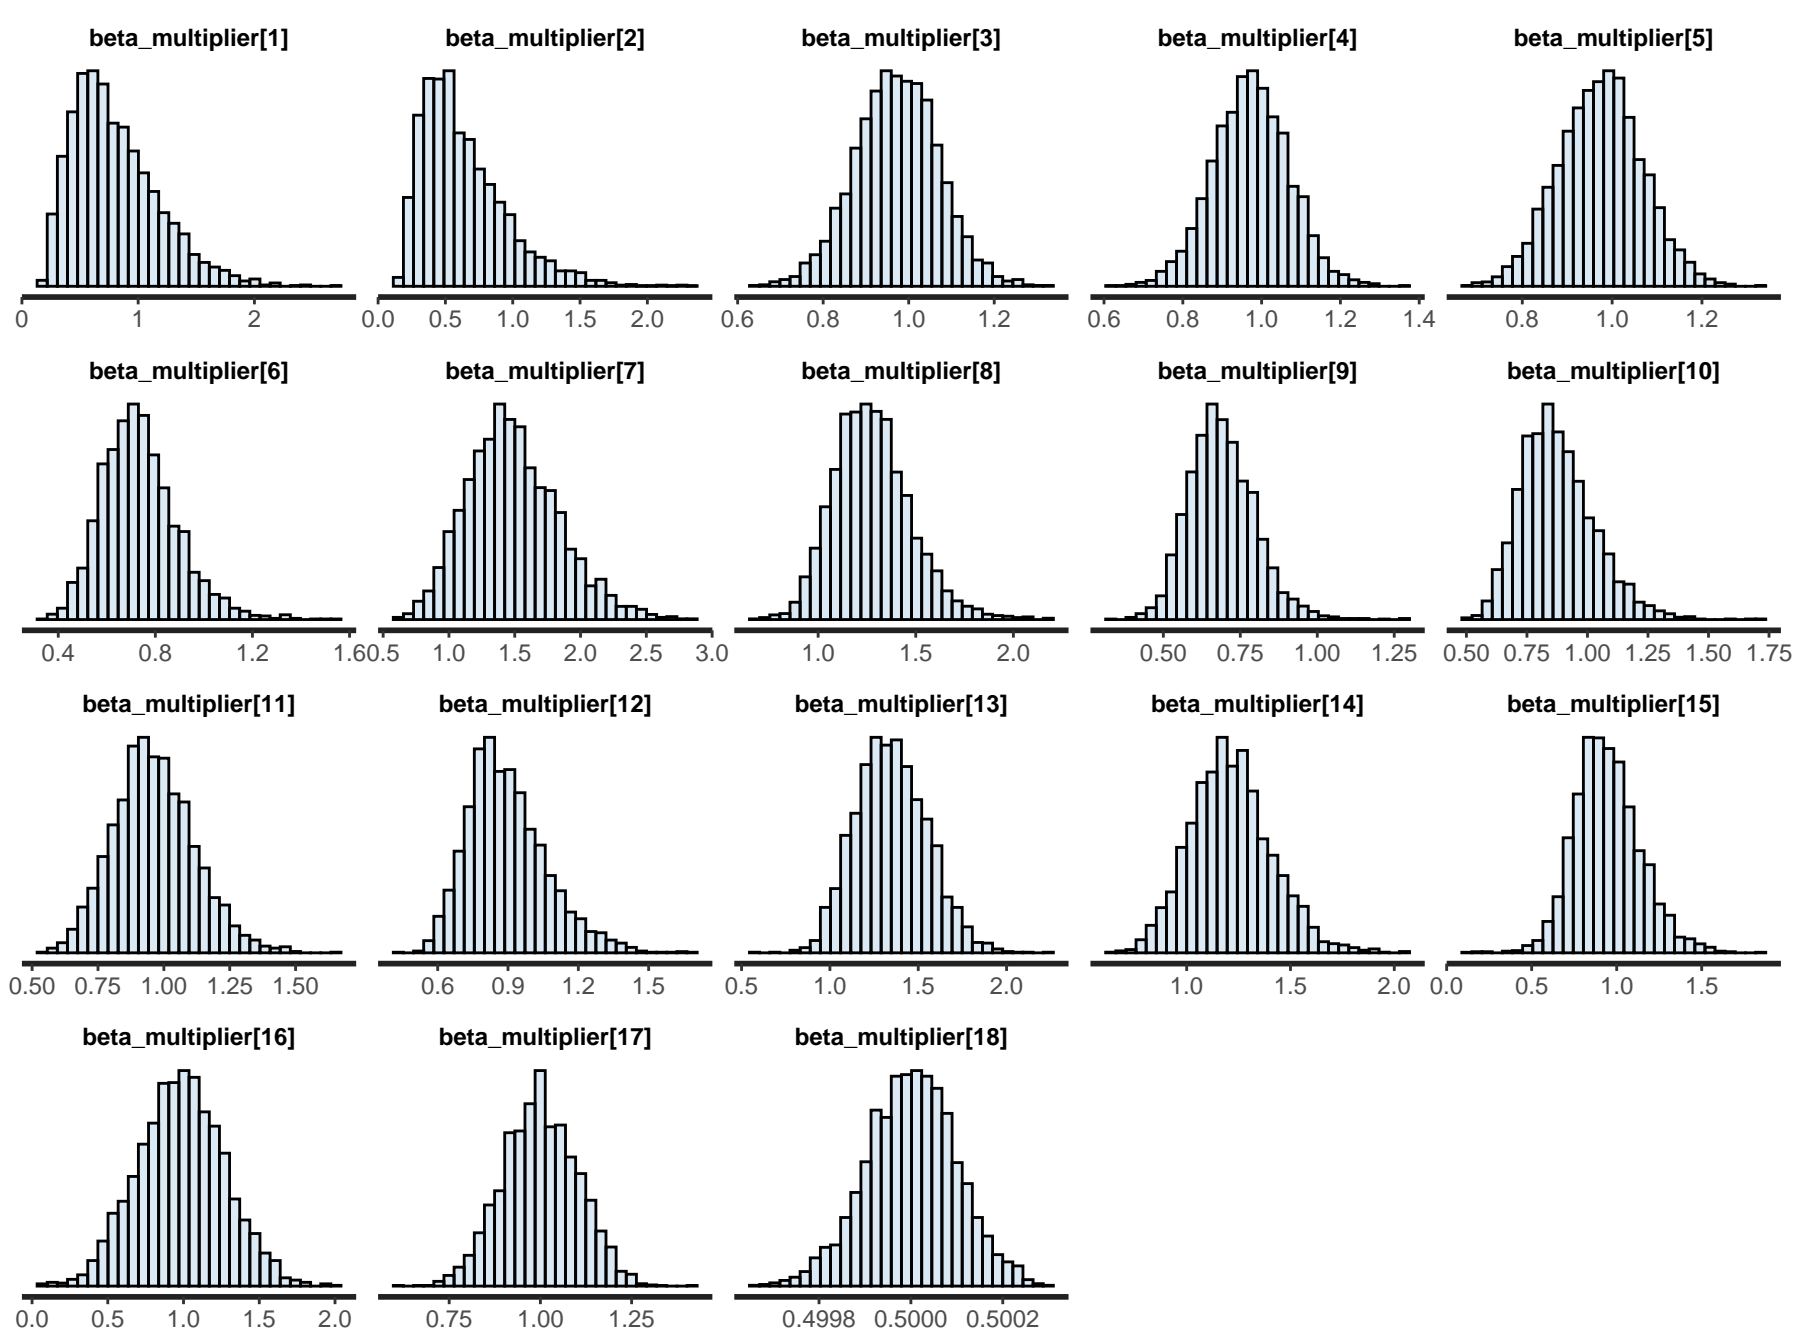 beta_multiplier[1] beta_multiplier[2] beta_multiplier[3] beta_multiplier[4] beta_multiplier[5]
0 1 2 0.0 0.5 1.0 1.5 2.0 0.6 0.8 1.0 1.2 0.6 0.8 1.0 1.2 1.4 0.8 1.0 1.2
beta_multiplier[6] beta_multiplier[7] beta_multiplier[8] beta_multiplier[9] beta_multiplier[10]
0.4 0.8 1.2 1.6 0.5 1.0 1.5 2.0 2.5 3.0 1.0 1.5 2.0 0.50 0.75 1.00 1.25 0.50 0.75 1.00 1.25 1.50 1.75
beta_multiplier[11] beta_multiplier[12] beta_multiplier[13] beta_multiplier[14] beta_multiplier[15]
0.50 0.75 1.00 1.25 1.50 0.6 0.9 1.2 1.5 0.5 1.0 1.5 2.0 1.0 1.5 2.0 0.0 0.5 1.0 1.5
beta_multiplier[16] beta_multiplier[17] beta_multiplier[18]
0.0 0.5 1.0 1.5 2.0 0.75 1.00 1.25 0.4998 0.5000 0.5002